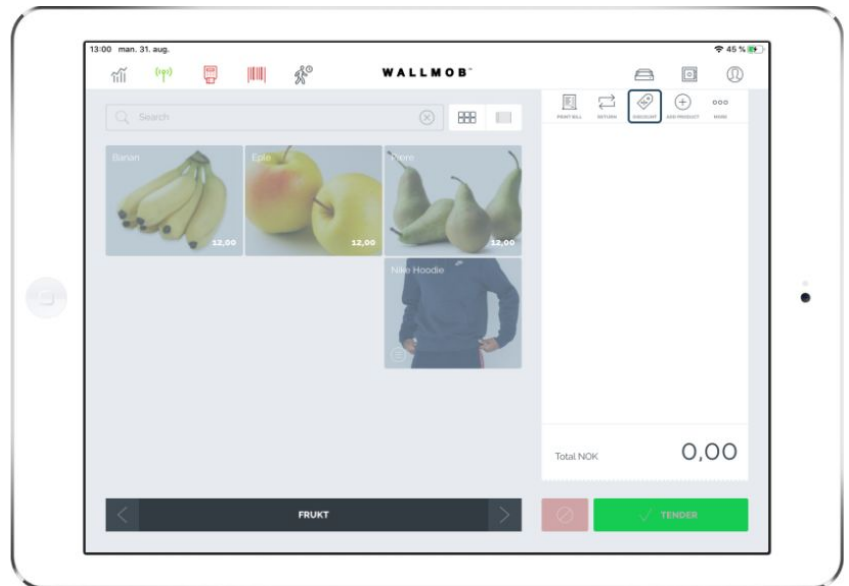 13:00 man. 31. aug.
45 %
WALLMOB
Search
PRINT BILL
RETURN
DISCOUNT
ADD PRODUCT
MORE
Banan
12,00
Eple
12,00
Pære
12,00
Nike Hoodie
Total NOK 0,00
FRUKT
TENDER